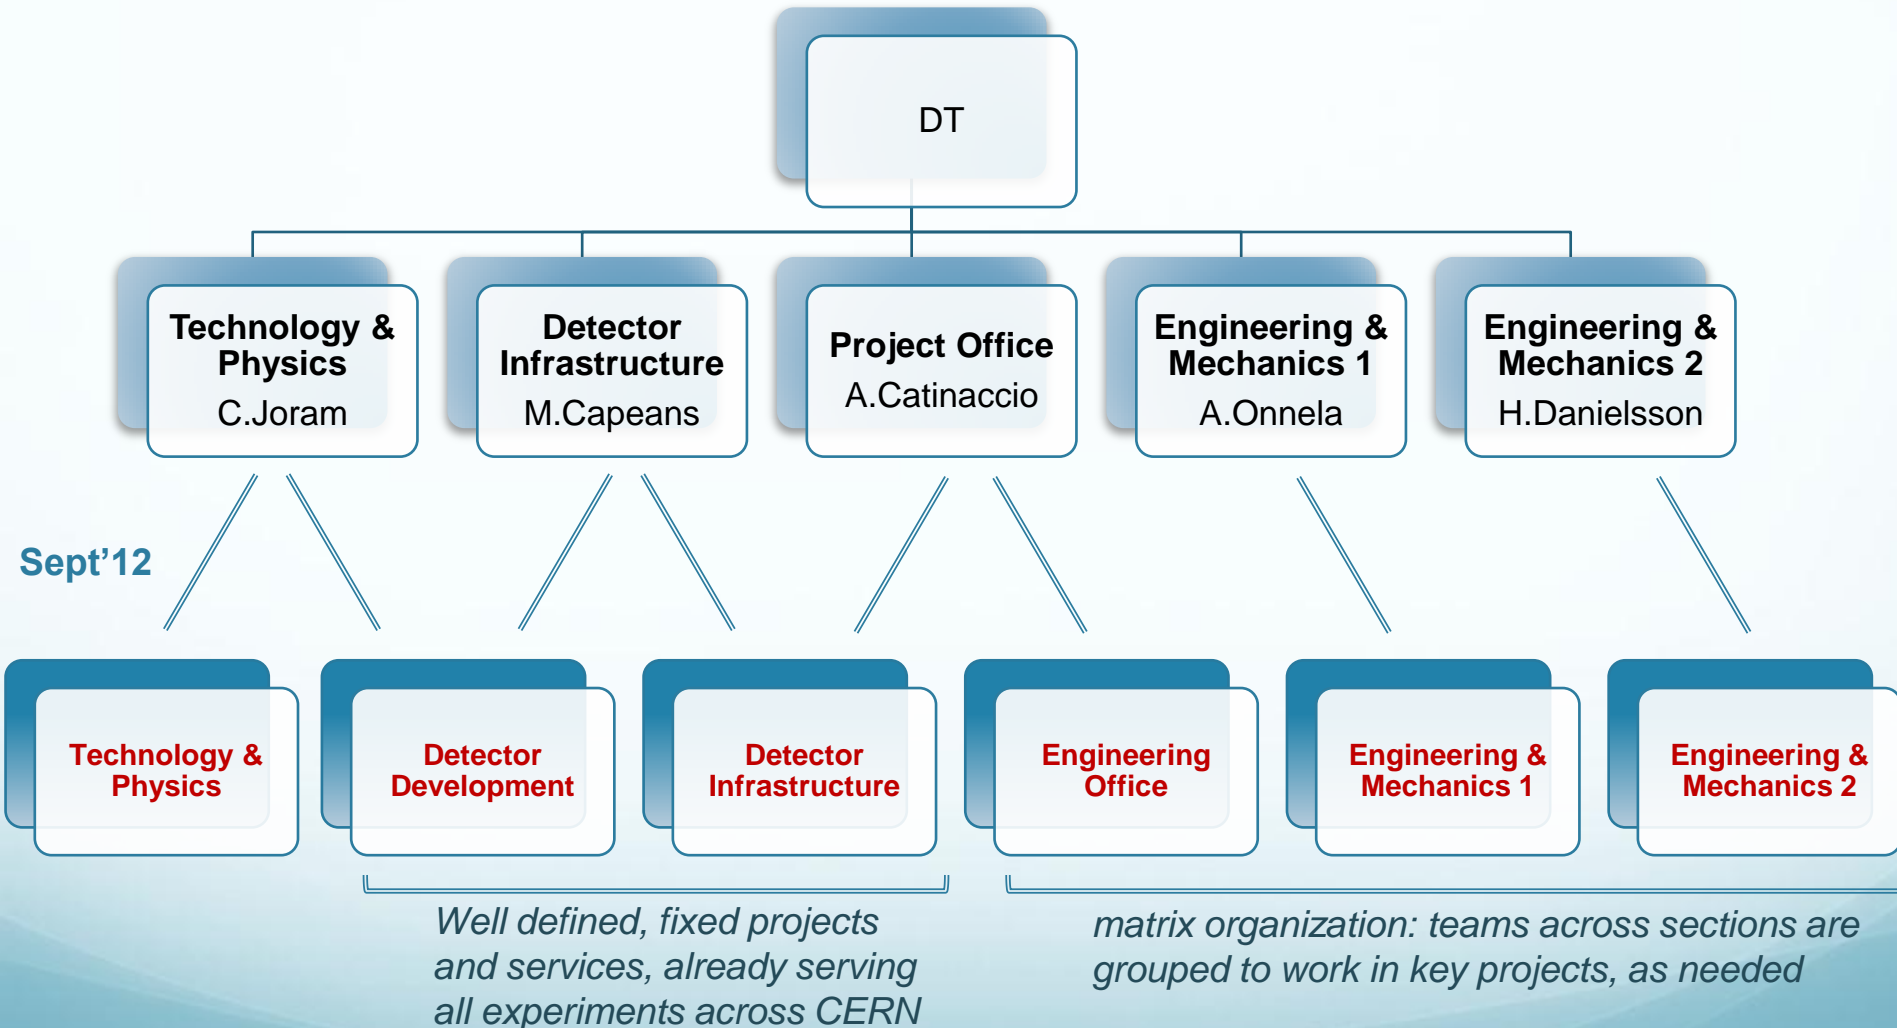 DT
Technology &
Physics
C.Joram
Detector
Infrastructure
M.Capeans
Project Office
A.Catinaccio
Engineering &
Mechanics 1
A.Onnela
Engineering &
Mechanics 2
H.Danielsson
Sept’12
Technology &
Physics
Detector
Development
Detector
Infrastructure
Engineering
Office
Engineering &
Mechanics 1
Engineering &
Mechanics 2
Well defined, fixed projects
and services, already serving
all experiments across CERN
matrix organization: teams across sections are
grouped to work in key projects, as needed